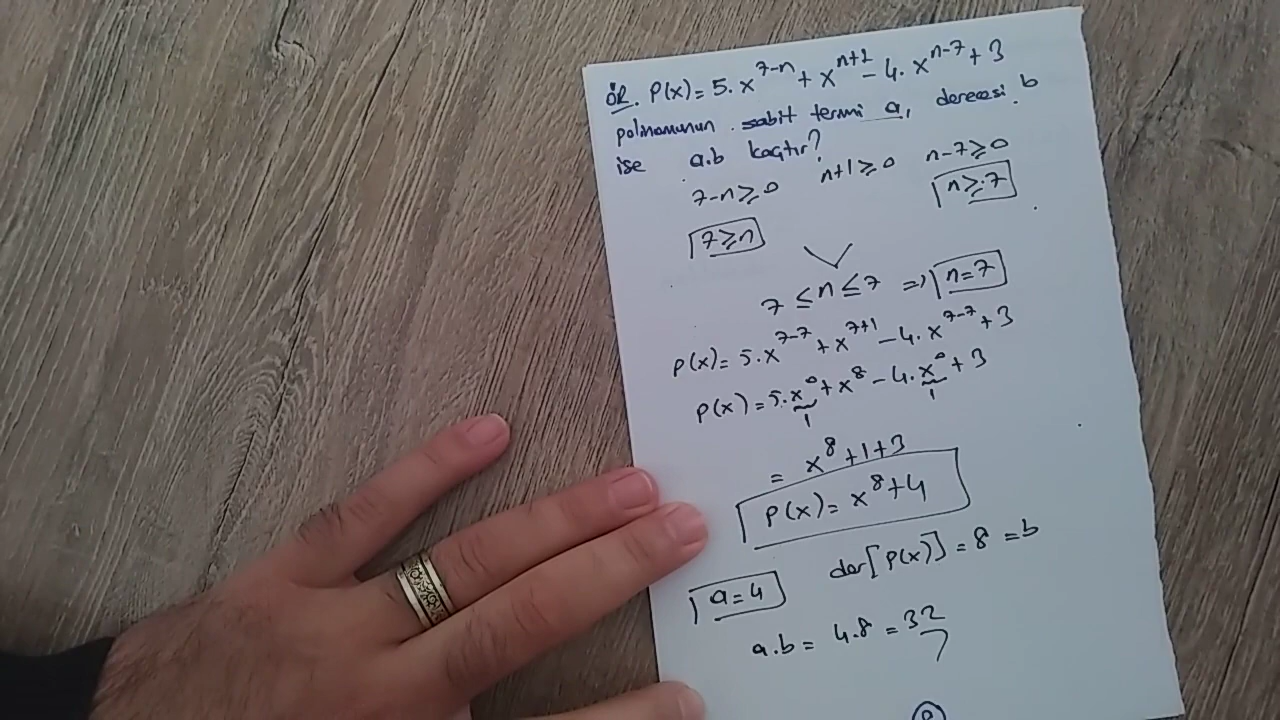 ÖR. P(x) = 5.x^{7-n} + x^{n+1} - 4.x^{n-7} + 3
polinomunun sabit termi a, derecesi b
ise a.b kaçtır?
7-n ≥ 0 n+1 ≥ 0 n-7 ≥ 0
7 ≥ n n ≥ 7
7 ≤ n ≤ 7 ⇒ n = 7
P(x) = 5.x^{7-7} + x^{7+1} - 4.x^{7-7} + 3
P(x) = 5.x^0 + x^8 - 4.x^0 + 3
1 1
= x^8 + 1 + 3
P(x) = x^8 + 4
der[P(x)] = 8 = b
a = 4
a.b = 4.8 = 32